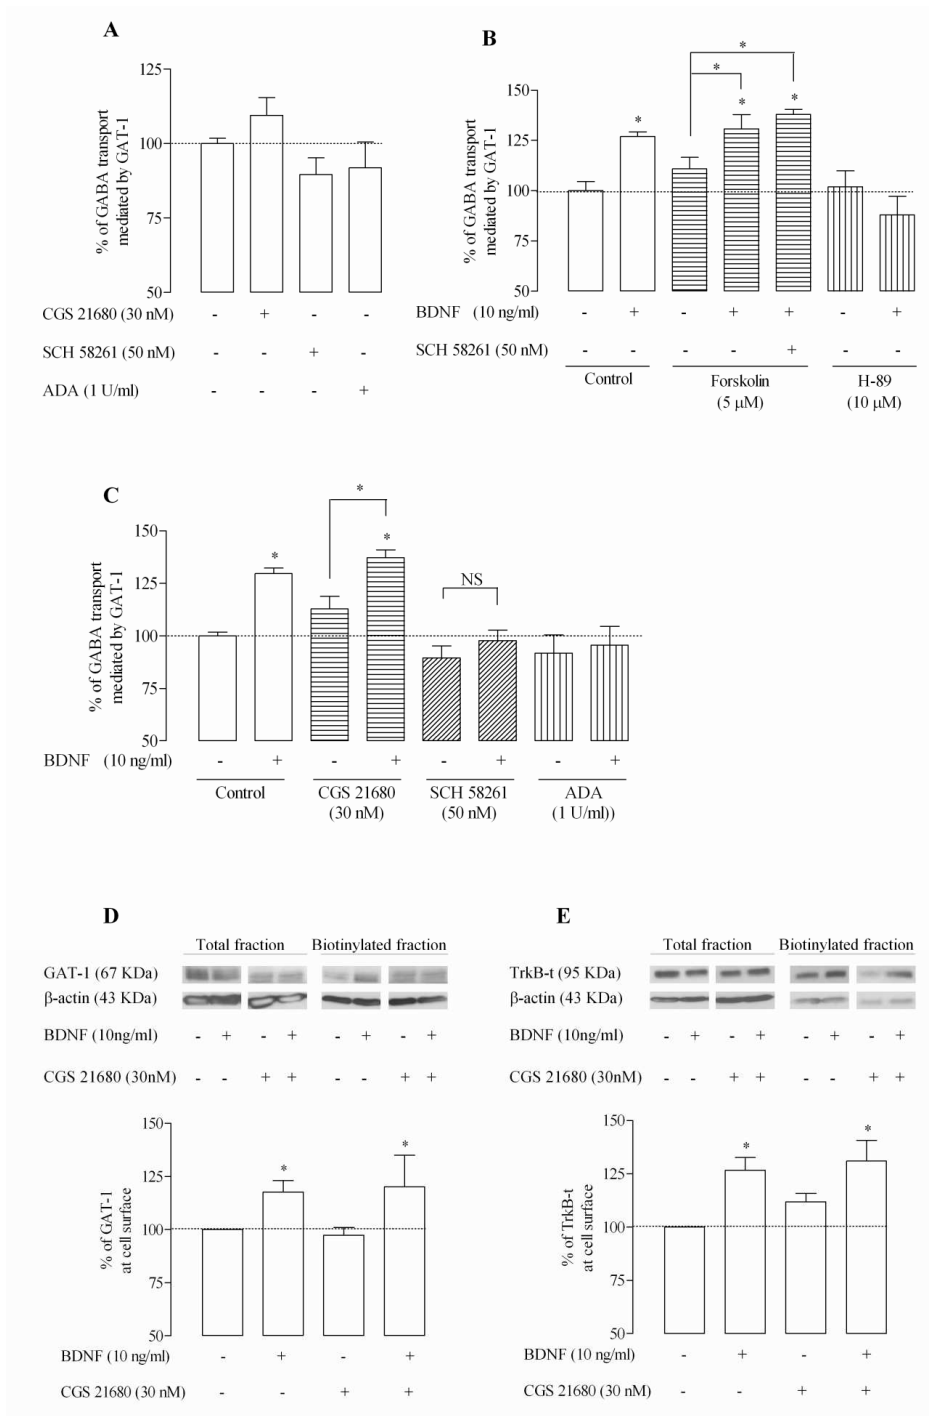 A
% of GABA transport
mediated by GAT-1
125
100
75
50
CGS 21680 (30 nM) - + - -
SCH 58261 (50 nM) - - + -
ADA (1 U/ml) - - - +
B
% of GABA transport
mediated by GAT-1
150
125
100
75
50
* * * * *
BDNF (10 ng/ml) - + - + + - +
SCH 58261 (50 nM) - - - - + - -
Control Forskolin H-89
(5 µM) (10 µM)
C
% of GABA transport
mediated by GAT-1
150
125
100
75
50
* * *
NS
BDNF (10 ng/ml) - + - + - + - +
Control CGS 21680 SCH 58261 ADA
(30 nM) (50 nM) (1 U/ml))
D
Total fraction Biotinylated fraction
GAT-1 (67 KDa)
β-actin (43 KDa)
BDNF (10ng/ml) - + - + - + - +
CGS 21680 (30nM) - - + + - - + +
% of GAT-1
at cell surface
150
125
100
75
50
* *
BDNF (10 ng/ml) - + - +
CGS 21680 (30 nM) - - + +
E
Total fraction Biotinylated fraction
TrkB-t (95 KDa)
β-actin (43 KDa)
BDNF (10ng/ml) - + - + - + - +
CGS 21680 (30nM) - - + + - - + +
% of TrkB-t
at cell surface
150
125
100
75
50
* *
BDNF (10 ng/ml) - + - +
CGS 21680 (30 nM) - - + +